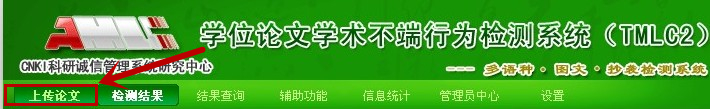 学位论文学术不端行为检测系统（TMLC2）
CNKI科研诚信管理系统研究中心
--- 多语种·图文·抄袭检测系统
上传论文 检测结果 结果查询 辅助功能 信息统计 管理员中心 设置